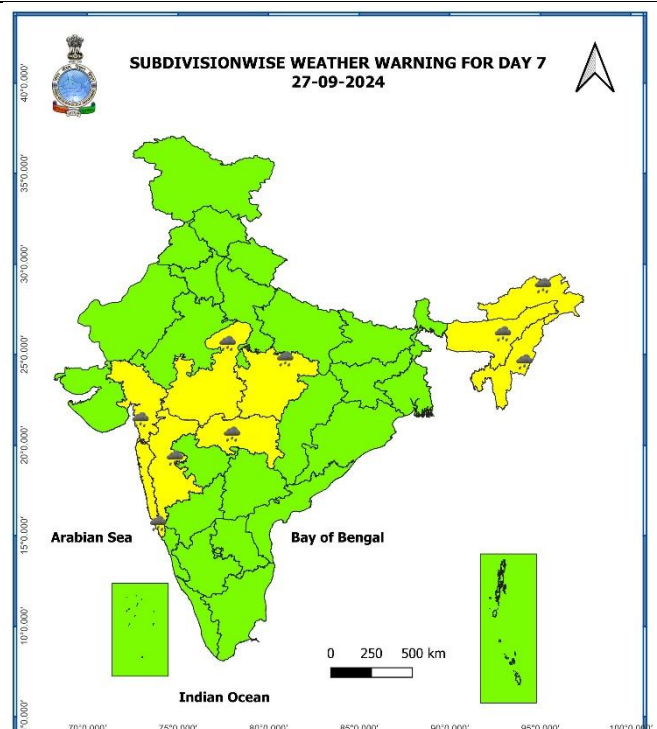 SUBDIVISIONWISE WEATHER WARNING FOR DAY 7
27-09-2024
40°0.000'
35°0.000'
30°0.000'
25°0.000'
20°0.000'
15°0.000'
10°0.000'
°0.000'
Arabian Sea
Bay of Bengal
0 250 500 km
Indian Ocean
70°0.000' 75°0.000' 80°0.000' 85°0.000' 90°0.000' 95°0.000' 100°0.000'